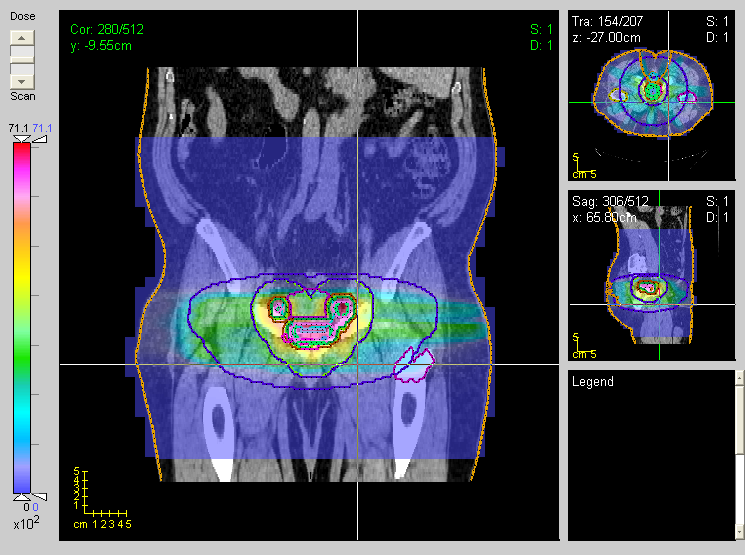 Dose
Scan
71.1 71.1
0 0
x10²
Cor: 280/512
y: -9.55cm
S: 1
D: 1
5
4
3
2
1
cm 1 2 3 4 5
Tra: 154/207
z: -27.00cm
S: 1
D: 1
5
cm 5
Sag: 306/512
x: 65.80cm
S: 1
D: 1
5
cm 5
Legend